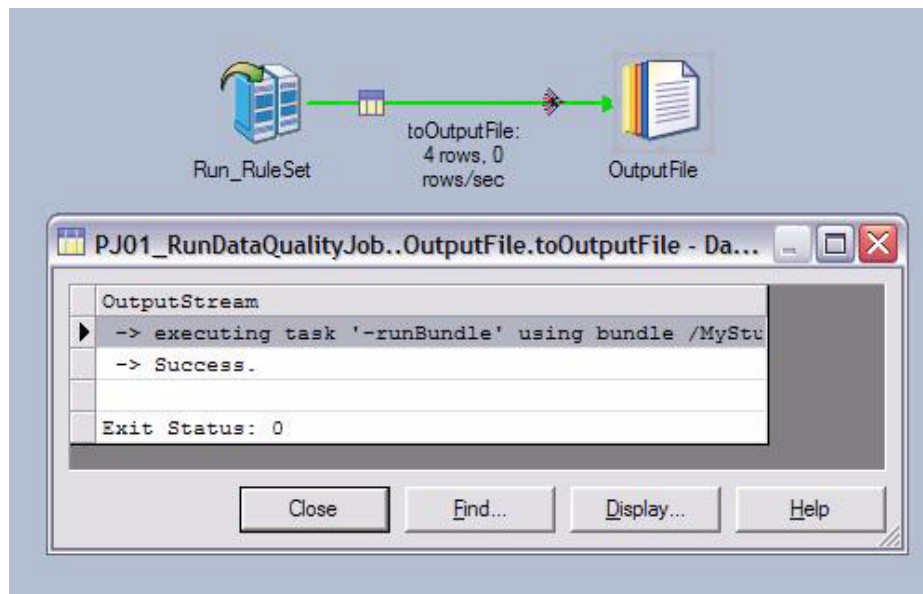 Run_RuleSet
toOutputFile:
4 rows, 0
rows/sec
OutputFile
PJ01_RunDataQualityJob..OutputFile.toOutputFile - Da...
OutputStream
-> executing task '-runBundle' using bundle /MyStu
-> Success.
Exit Status: 0
Close
Find...
Display...
Help